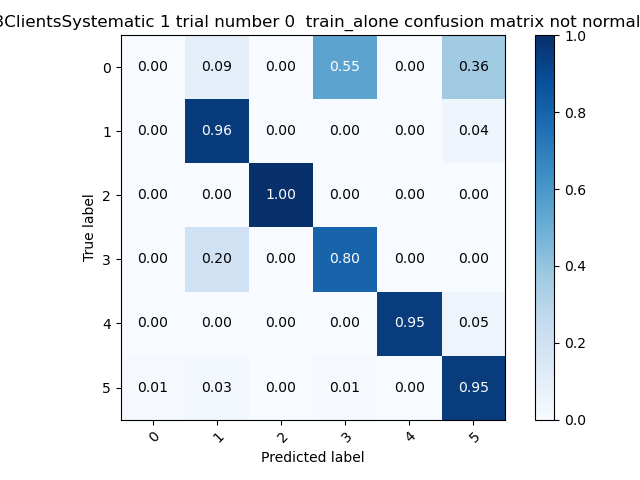 3ClientsSystematic 1 trial number 0 train_alone confusion matrix not normal
0 0.00 0.09 0.00 0.55 0.00 0.36
1 0.00 0.96 0.00 0.00 0.00 0.04
2 0.00 0.00 1.00 0.00 0.00 0.00
3 0.00 0.20 0.00 0.80 0.00 0.00
4 0.00 0.00 0.00 0.00 0.95 0.05
5 0.01 0.03 0.00 0.01 0.00 0.95
0 1 2 3 4 5
Predicted label
True label
1.0
0.8
0.6
0.4
0.2
0.0